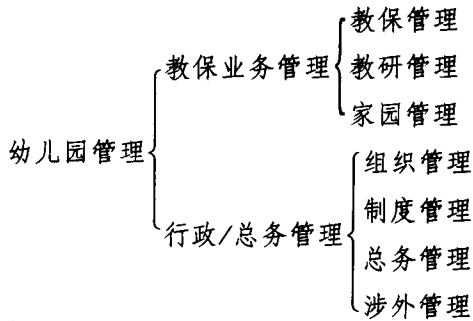 教保管理
教保业务管理
教研管理
家园管理
幼儿园管理
组织管理
制度管理
行政/总务管理
总务管理
涉外管理